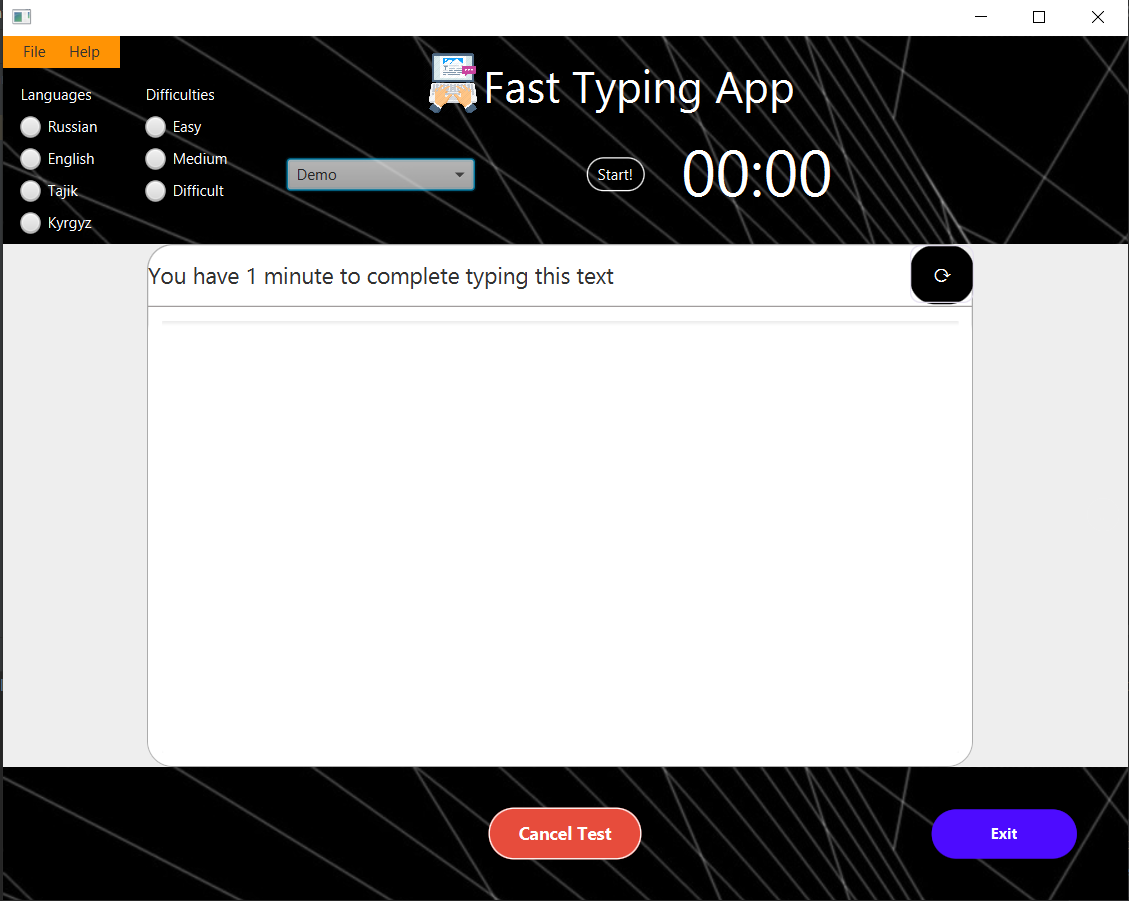 File Help
Fast Typing App
Languages
Russian
English
Tajik
Kyrgyz
Difficulties
Easy
Medium
Difficult
Demo
Start!
00:00
You have 1 minute to complete typing this text
⟳
Cancel Test
Exit